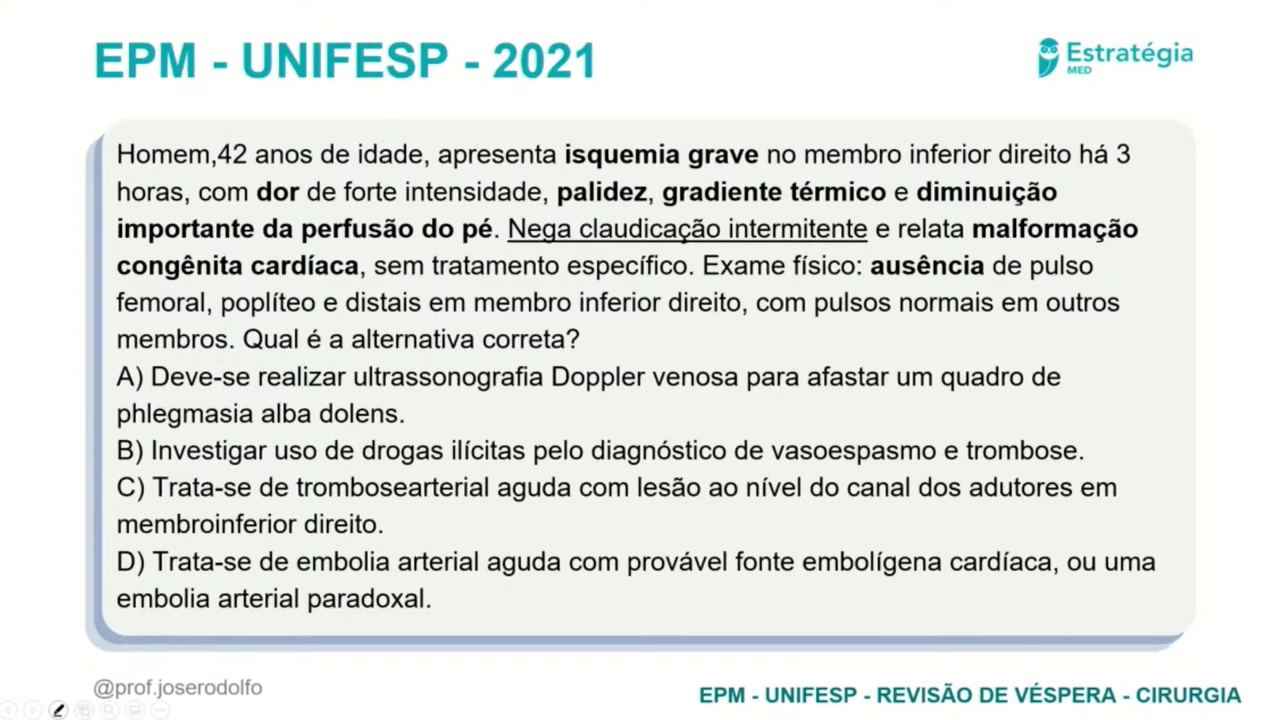 EPM - UNIFESP - 2021
Estratégia
MED
Homem,42 anos de idade, apresenta isquemia grave no membro inferior direito há 3
horas, com dor de forte intensidade, palidez, gradiente térmico e diminuição
importante da perfusão do pé. Nega claudicação intermitente e relata malformação
congênita cardíaca, sem tratamento específico. Exame físico: ausência de pulso
femoral, poplíteo e distais em membro inferior direito, com pulsos normais em outros
membros. Qual é a alternativa correta?
A) Deve-se realizar ultrassonografia Doppler venosa para afastar um quadro de
phlegmasia alba dolens.
B) Investigar uso de drogas ilícitas pelo diagnóstico de vasoespasmo e trombose.
C) Trata-se de trombosearterial aguda com lesão ao nível do canal dos adutores em
membroinferior direito.
D) Trata-se de embolia arterial aguda com provável fonte embolígena cardíaca, ou uma
embolia arterial paradoxal.
@prof.joserodolfo
EPM - UNIFESP - REVISÃO DE VÉSPERA - CIRURGIA